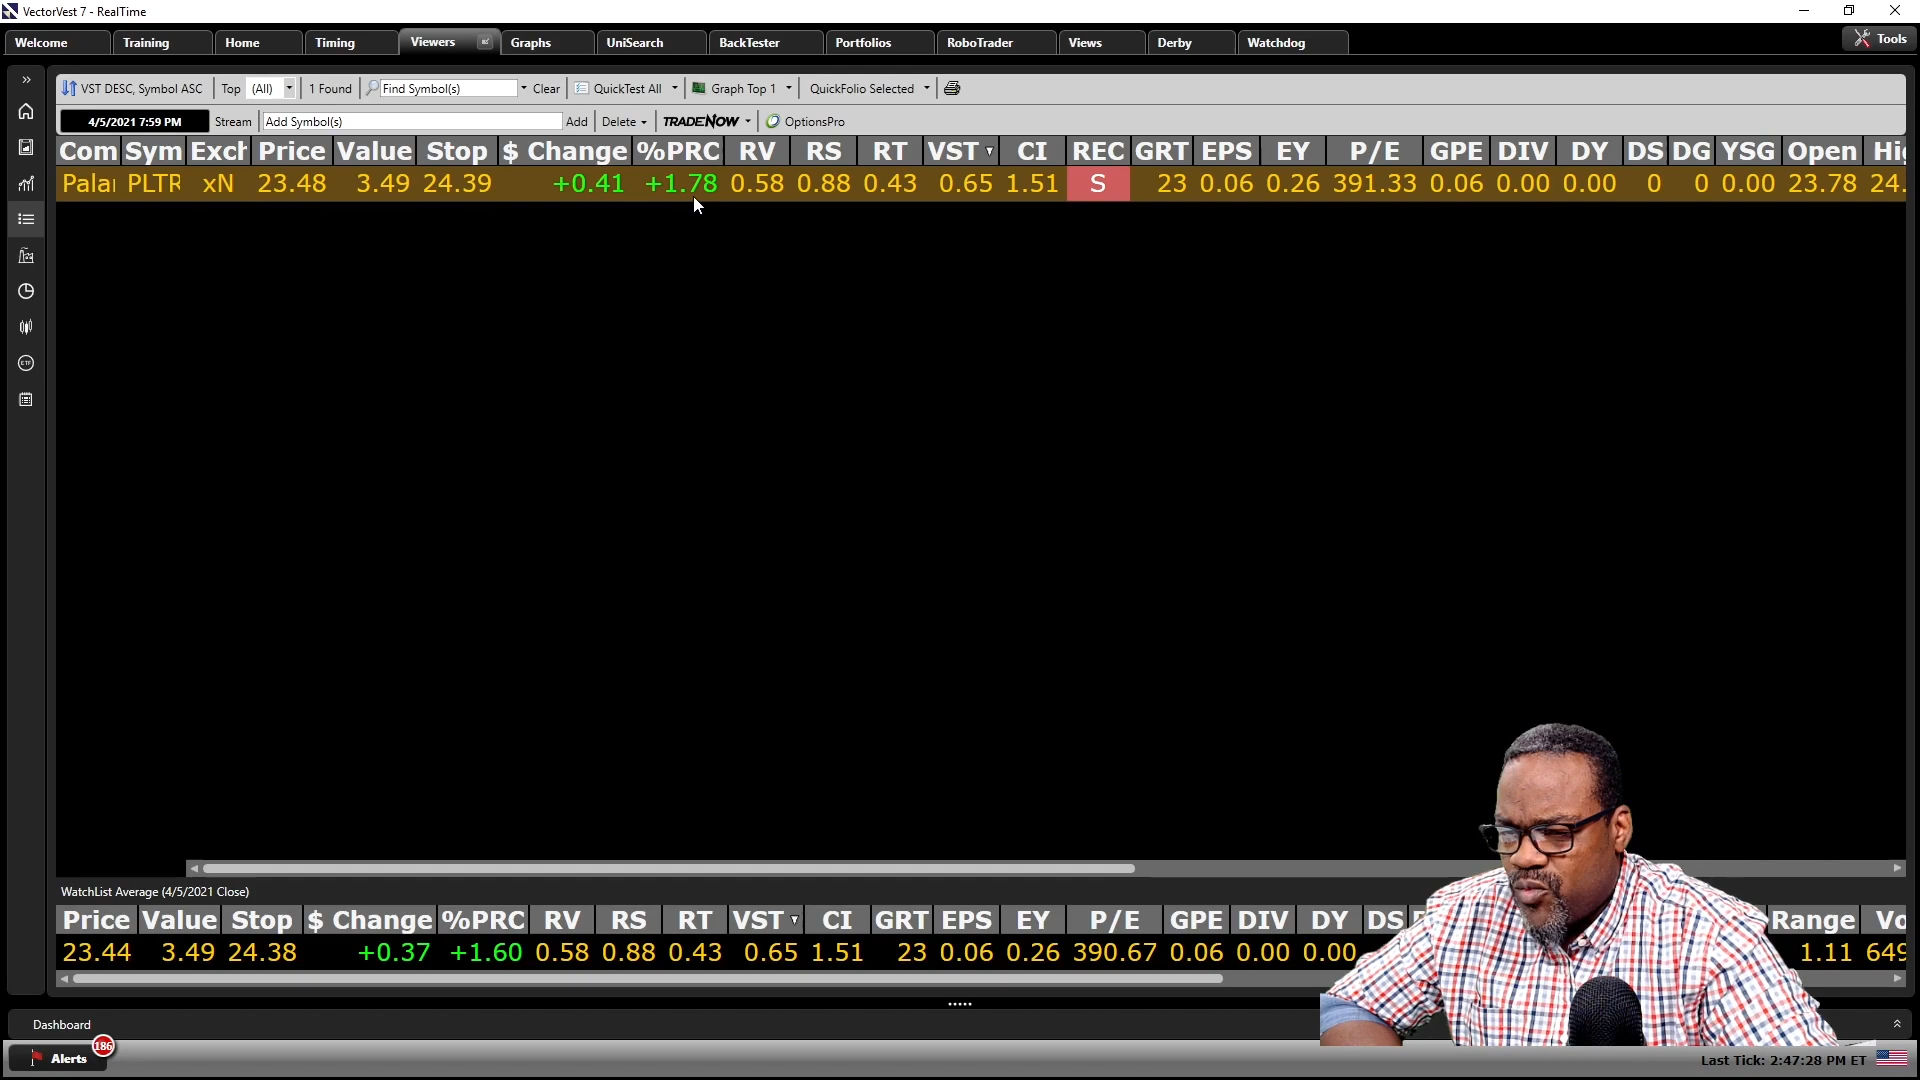 VectorVest 7 - RealTime
Welcome Training Home Timing Viewers Graphs UniSearch BackTester Portfolios RoboTrader Views Derby Watchdog Tools
VST DESC, Symbol ASC Top (All) 1 Found Find Symbol(s) Clear QuickTest All Graph Top 1 QuickFolio Selected
4/5/2021 7:59 PM Stream Add Symbol(s) Add Delete TRADENOW OptionsPro
Com Sym Exch Price Value Stop $ Change %PRC RV RS RT VST CI REC GRT EPS EY P/E GPE DIV DY DS DG YSG Open Hi
Palan PLTR xN 23.48 3.49 24.39 +0.41 +1.78 0.58 0.88 0.43 0.65 1.51 S 23 0.06 0.26 391.33 0.06 0.00 0.00 0 0 0.00 23.78 24.
ETF
WatchList Average (4/5/2021 Close)
Price Value Stop $ Change %PRC RV RS RT VST CI GRT EPS EY P/E GPE DIV DY DS Range Vo
23.44 3.49 24.38 +0.37 +1.60 0.58 0.88 0.43 0.65 1.51 23 0.06 0.26 390.67 0.06 0.00 0.00 1.11 649
Dashboard
Alerts 186
Last Tick: 2:47:28 PM ET